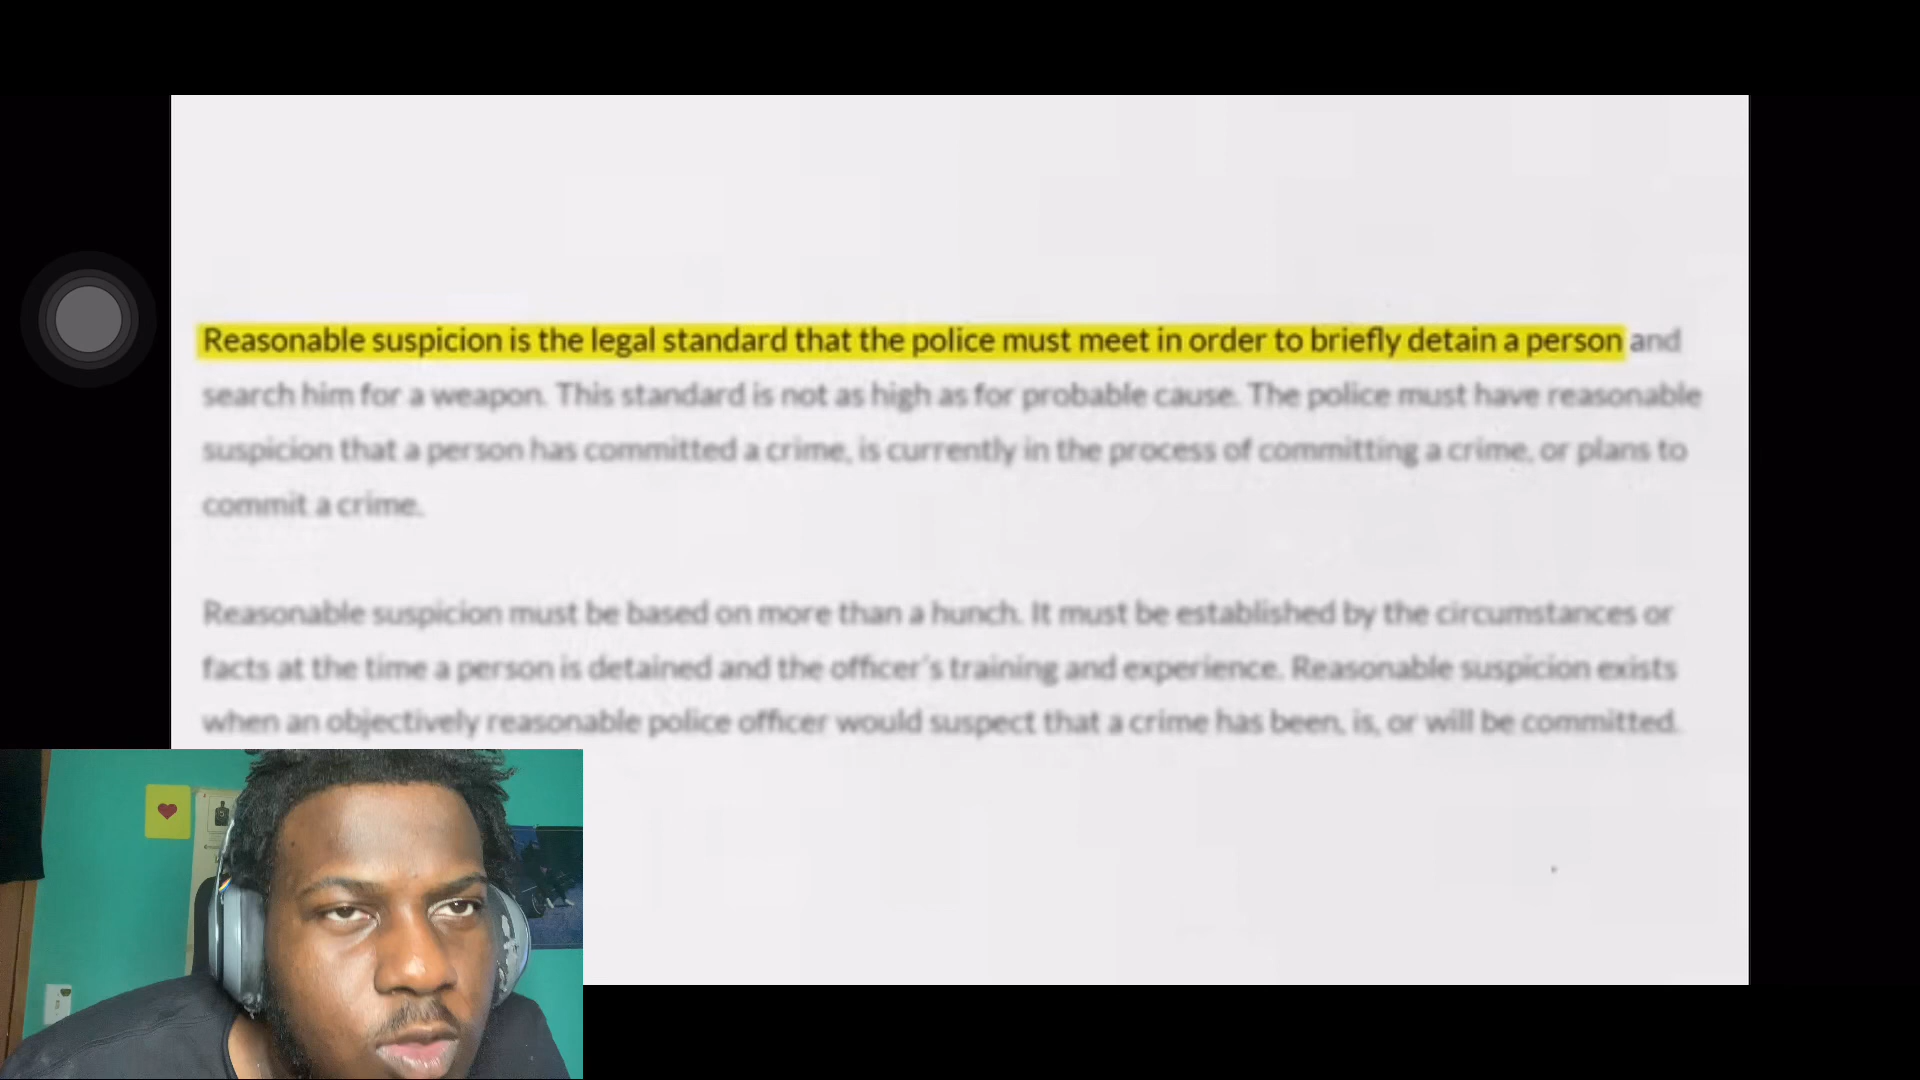 Reasonable suspicion is the legal standard that the police must meet in order to briefly detain a person and
search him for a weapon. This standard is not as high as for probable cause. The police must have reasonable
suspicion that a person has committed a crime, is currently in the process of committing a crime, or plans to
commit a crime.
Reasonable suspicion must be based on more than a hunch. It must be established by the circumstances or
facts at the time a person is detained and the officer's training and experience. Reasonable suspicion exists
when an objectively reasonable police officer would suspect that a crime has been, is, or will be committed.